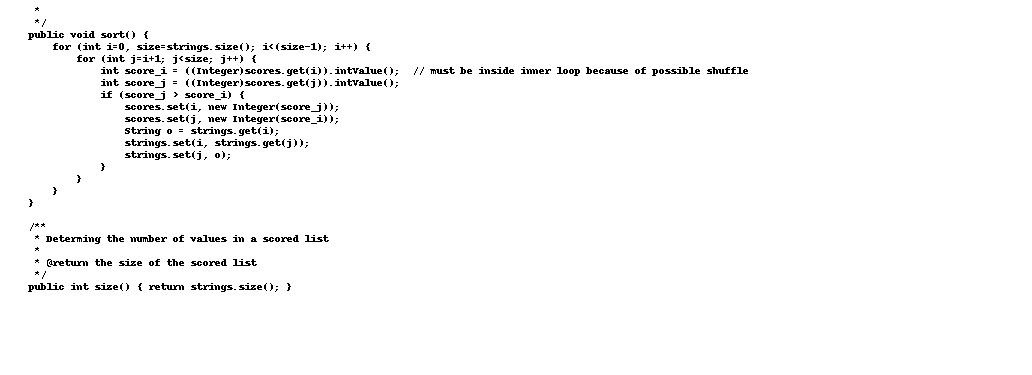 *
*/
public void sort() {
for (int i=0, size=strings.size(); i<(size-1); i++) {
for (int j=i+1; j<size; j++) {
int score_i = ((Integer)scores.get(i)).intValue();  // must be inside inner loop because of possible shuffle
int score_j = ((Integer)scores.get(j)).intValue();
if (score_j > score_i) {
scores.set(i, new Integer(score_j));
scores.set(j, new Integer(score_i));
String o = strings.get(i);
strings.set(i, strings.get(j));
strings.set(j, o);
}
}
}
}
/**
* Determing the number of values in a scored list
*
* @return the size of the scored list
*/
public int size() { return strings.size(); }